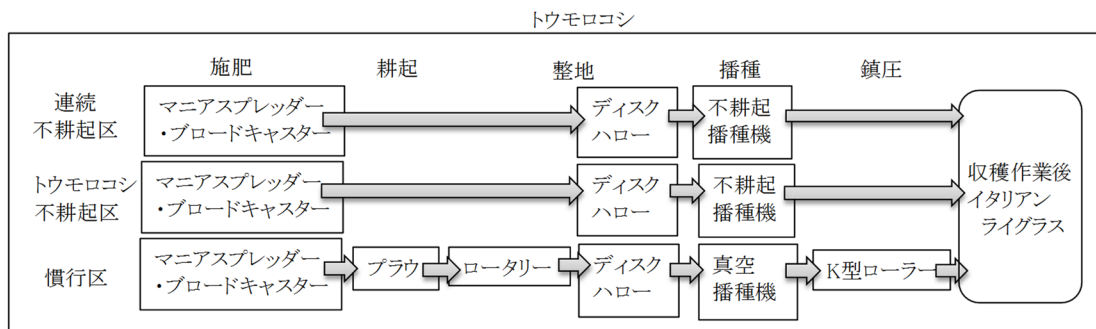 トウモロコシ
施肥 耕起 整地 播種 鎮圧
連続
不耕起区
マニアスプレッダー
・ブロードキャスター
ディスク
ハロー
不耕起
播種機
トウモロコシ
不耕起区
マニアスプレッダー
・ブロードキャスター
ディスク
ハロー
不耕起
播種機
慣行区
マニアスプレッダー
・ブロードキャスター
プラウ
ロータリー
ディスク
ハロー
真空
播種機
K型ローラー
収穫作業後
イタリアン
ライグラス